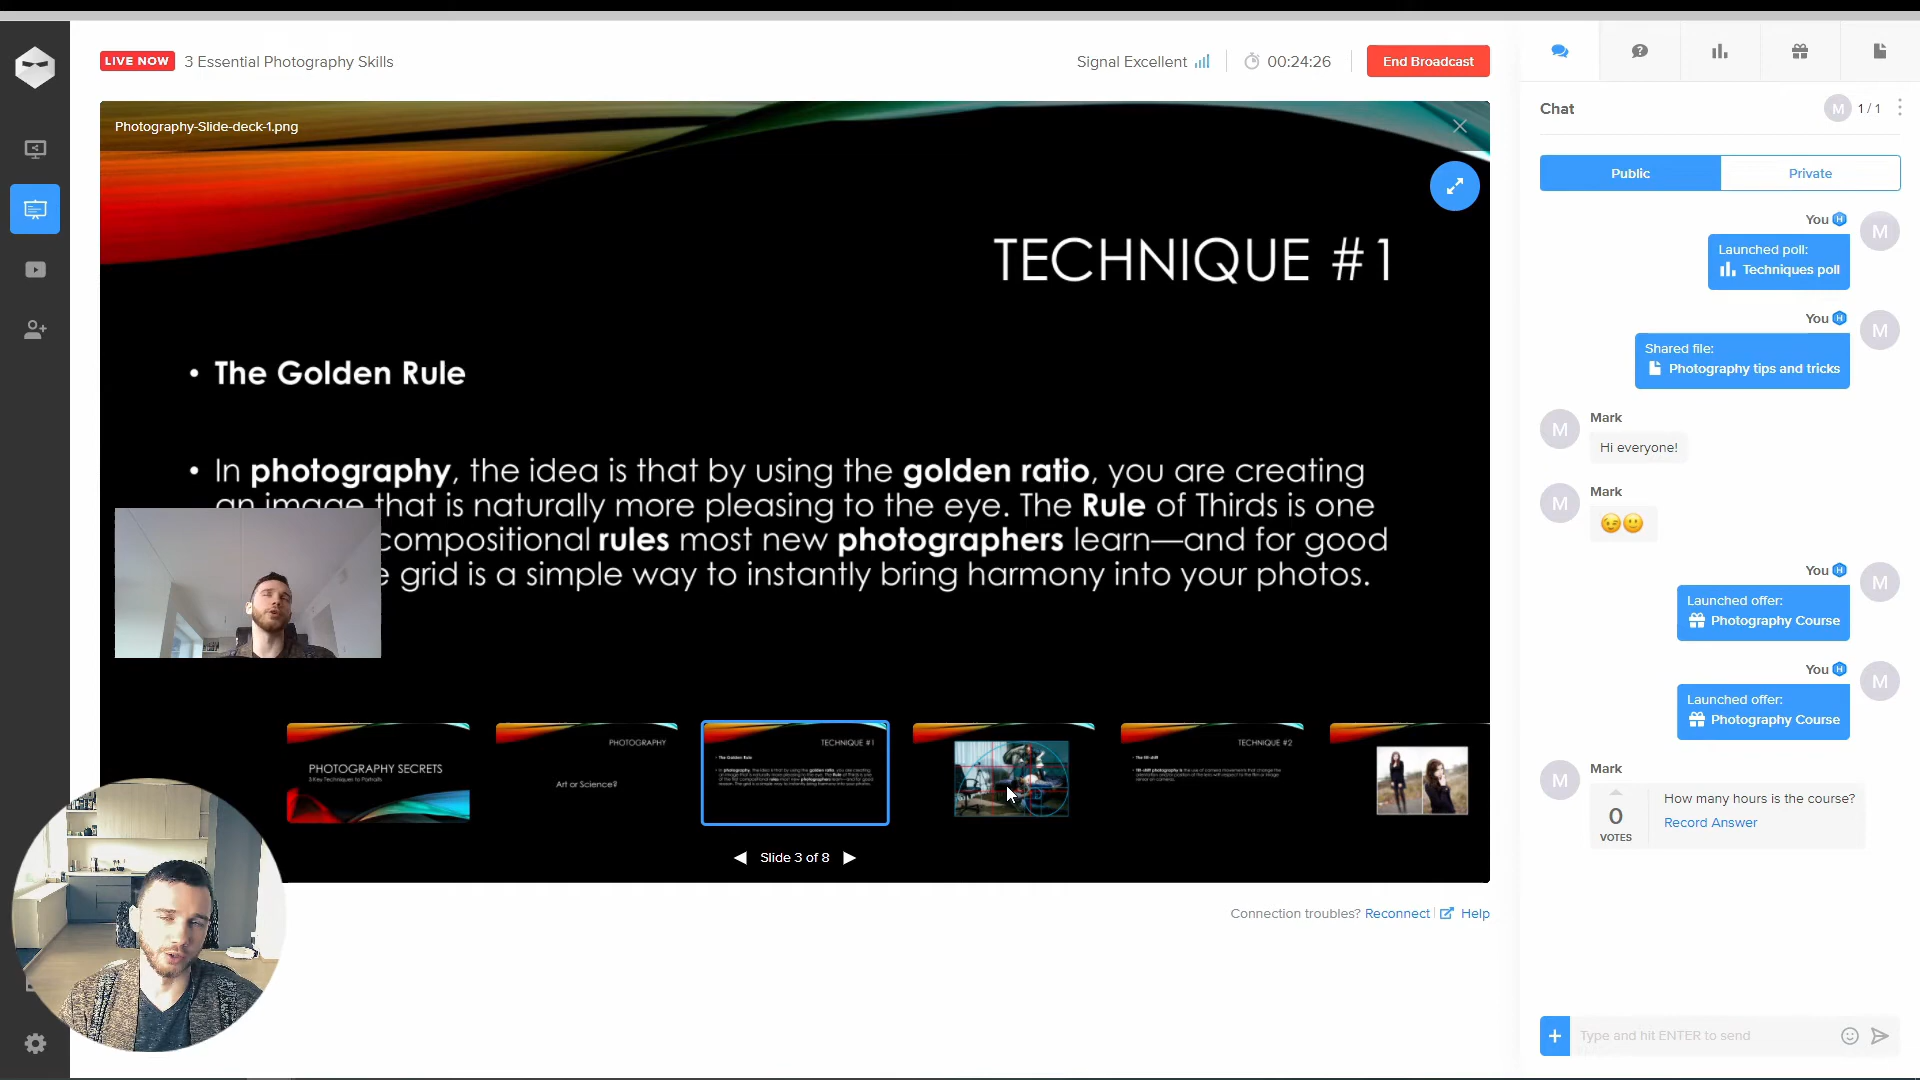 LIVE NOW 3 Essential Photography Skills
Signal Excellent 00:24:26 End Broadcast
Photography-Slide-deck-1.png
TECHNIQUE #1
• The Golden Rule
• In photography, the idea is that by using the golden ratio, you are creating
an image that is naturally more pleasing to the eye. The Rule of Thirds is one
compositional rules most new photographers learn—and for good
grid is a simple way to instantly bring harmony into your photos.
PHOTOGRAPHY SECRETS
3 Key Techniques to Portraits
PHOTOGRAPHY
Art or Science?
TECHNIQUE #1
TECHNIQUE #2
Slide 3 of 8
Connection troubles? Reconnect Help
Chat
M 1 / 1
Public Private
You
M
Launched poll:
Techniques poll
You
M
Shared file:
Photography tips and tricks
Mark
M
Hi everyone!
Mark
M
You
M
Launched offer:
Photography Course
You
M
Launched offer:
Photography Course
Mark
M
0
VOTES
How many hours is the course?
Record Answer
+ Type and hit ENTER to send